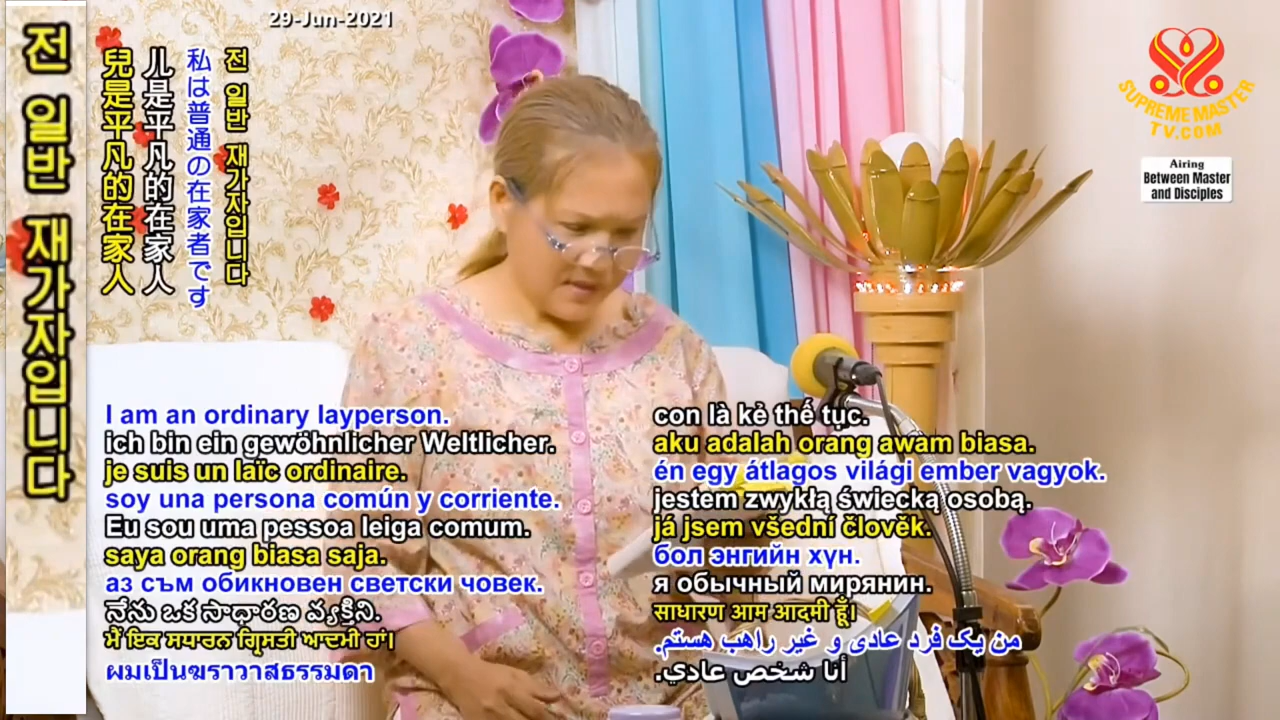 29-Jun-2021
전 일반 재가자입니다
兒是平凡的在家人
儿是平凡的在家人
私は普通の在家者です
전 일반 재가자입니다
SUPREME MASTER
TV.COM
Airing
Between Master
and Disciples
I am an ordinary layperson.
ich bin ein gewöhnlicher Weltlicher.
je suis un laïc ordinaire.
soy una persona común y corriente.
Eu sou uma pessoa leiga comum.
saya orang biasa saja.
аз съм обикновен светски човек.
నేను ఒక సాధారణ వ్యక్తిని.
ਮੈਂ ਇਕ ਸਧਾਰਨ ਗ੍ਰਿਸਤੀ ਆਦਮੀ ਹਾਂ।
ผมเป็นฆราวาสธรรมดา
con là kẻ thế tục.
aku adalah orang awam biasa.
én egy átlagos világi ember vagyok.
jestem zwykłą świecką osobą.
já jsem všední člověk.
бол энгийн хүн.
я обычный мирянин.
साधारण आम आदमी हूँ।
من یک فرد عادی و غیر راهب هستم.
أنا شخص عادي.